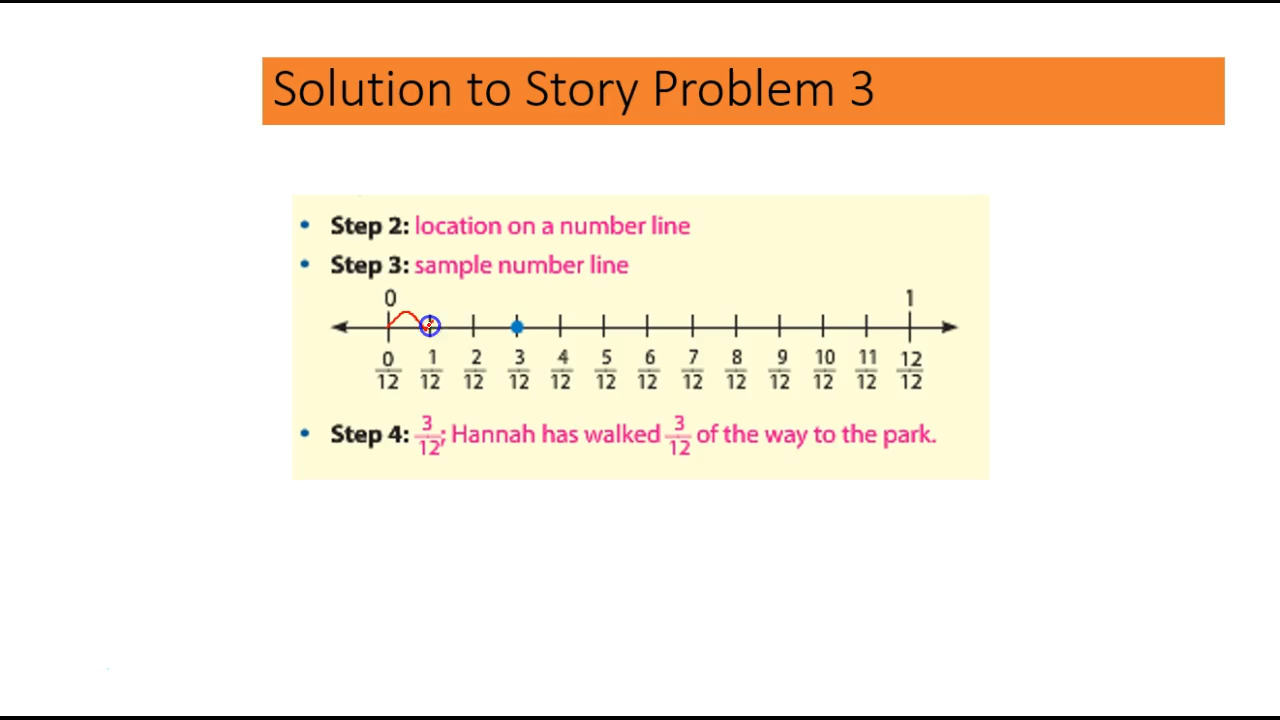 Solution to Story Problem 3
• Step 2: location on a number line
• Step 3: sample number line
0 1
0/12 1/12 2/12 3/12 4/12 5/12 6/12 7/12 8/12 9/12 10/12 11/12 12/12
• Step 4: 3/12; Hannah has walked 3/12 of the way to the park.